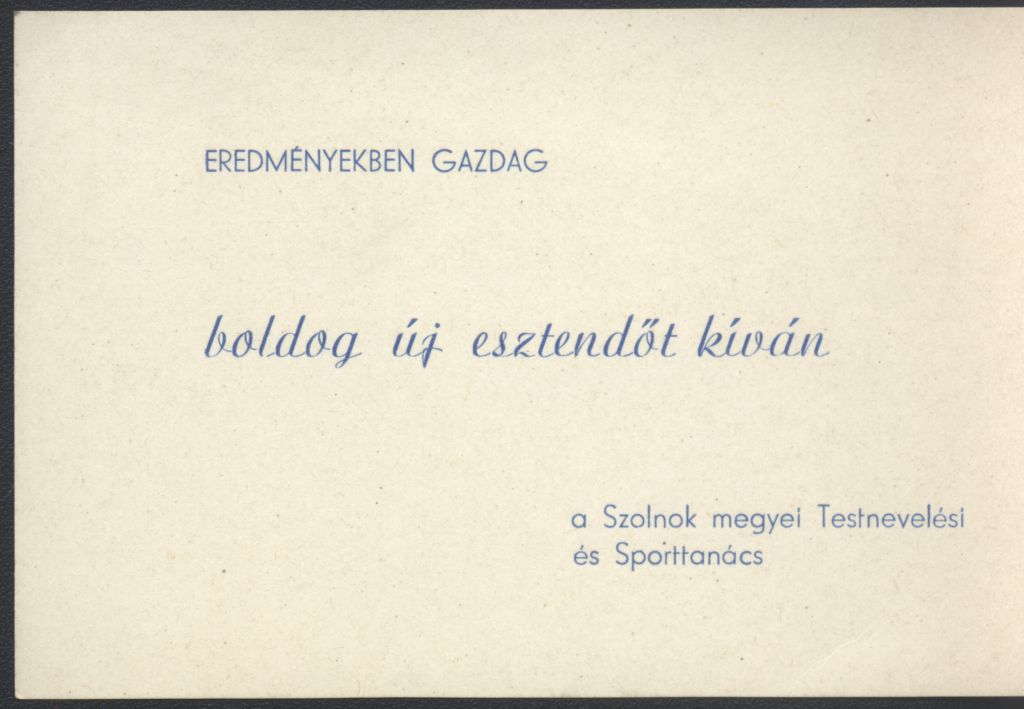 EREDMÉNYEKBEN GAZDAG
boldog új esztendőt kíván
a Szolnok megyei Testnevelési
és Sporttanács